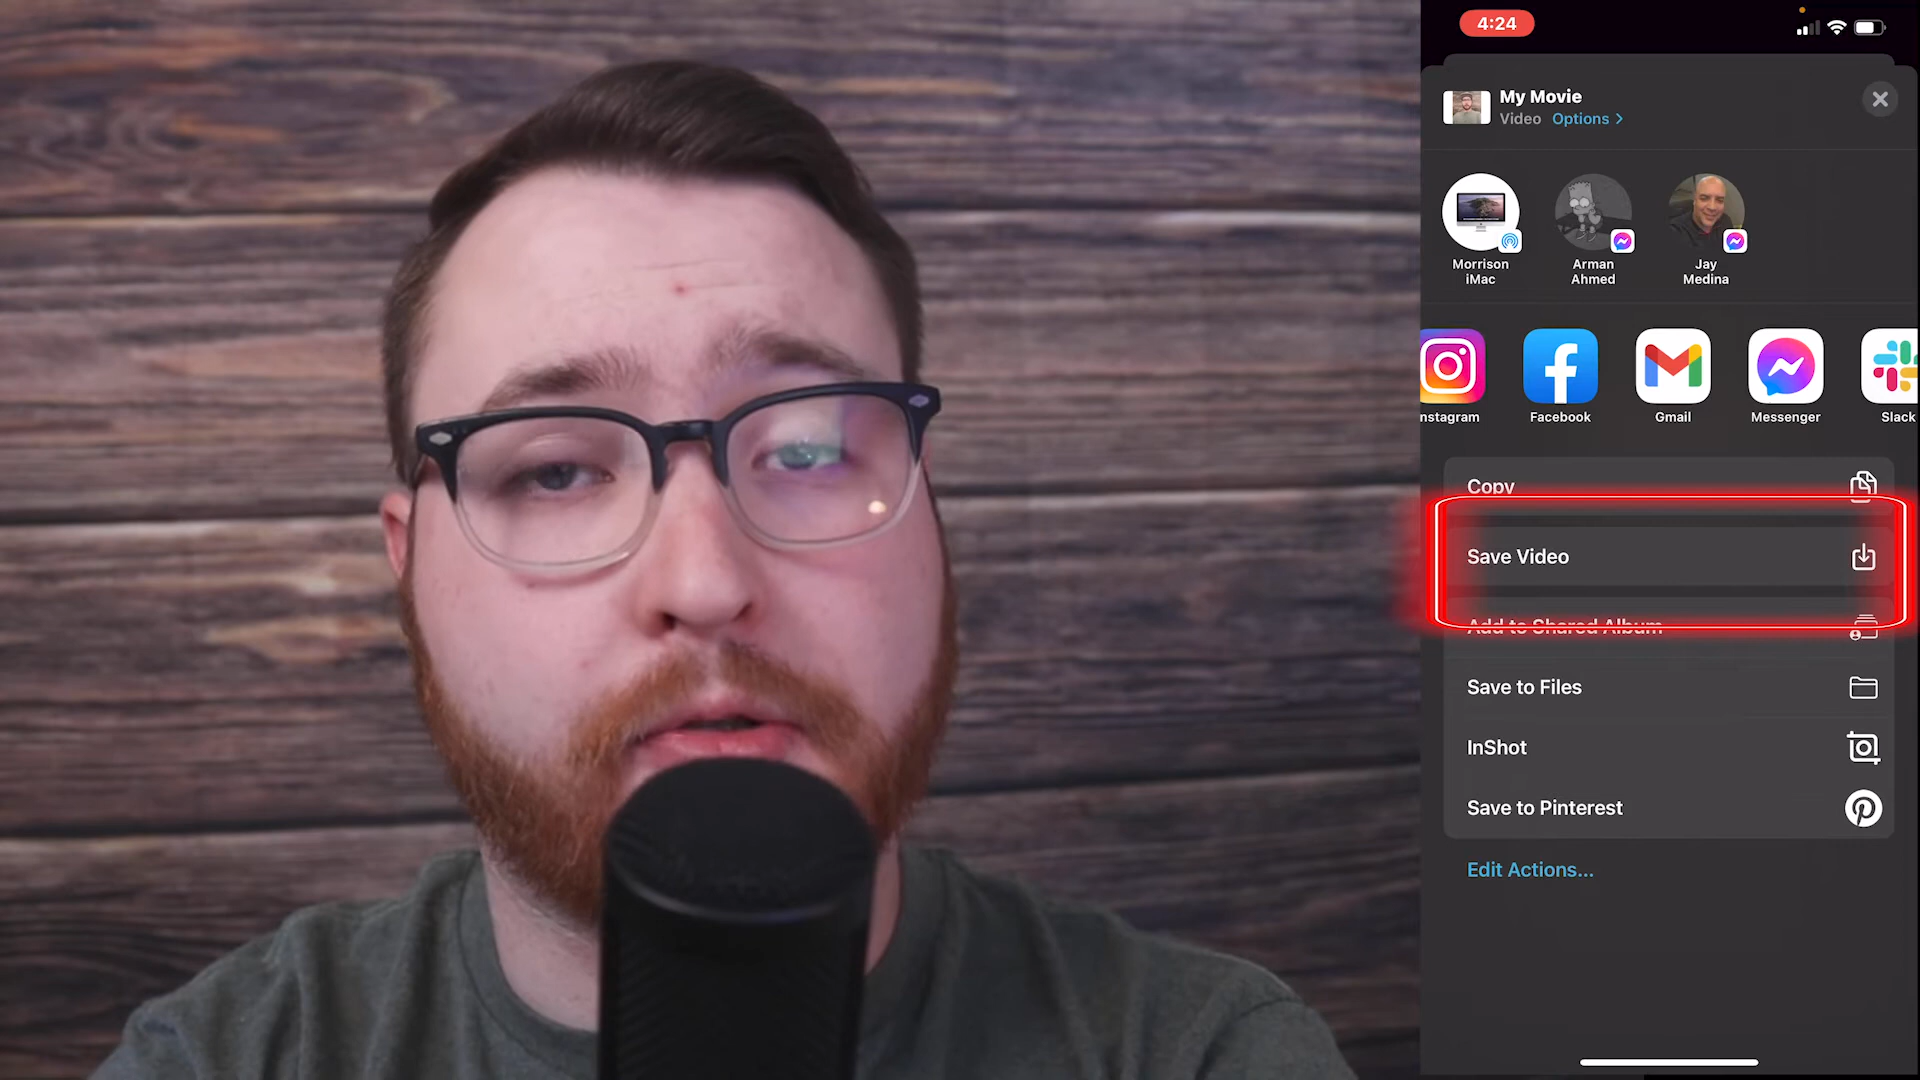 4:24
My Movie
Video Options >
Morrison
iMac
Arman
Ahmed
Jay
Medina
nstagram
Facebook
Gmail
Messenger
Slack
Copy
Save Video
Add to Shared Album
Save to Files
InShot
Save to Pinterest
Edit Actions...